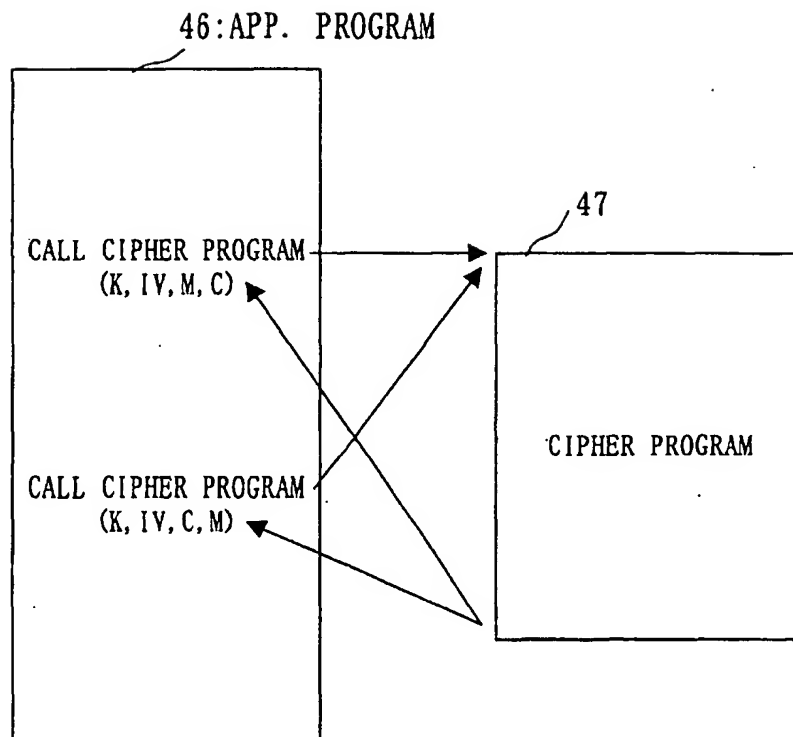 46:APP. PROGRAM
47
CALL CIPHER PROGRAM
(K, IV, M, C)
CIPHER PROGRAM
CALL CIPHER PROGRAM
(K, IV, C, M)